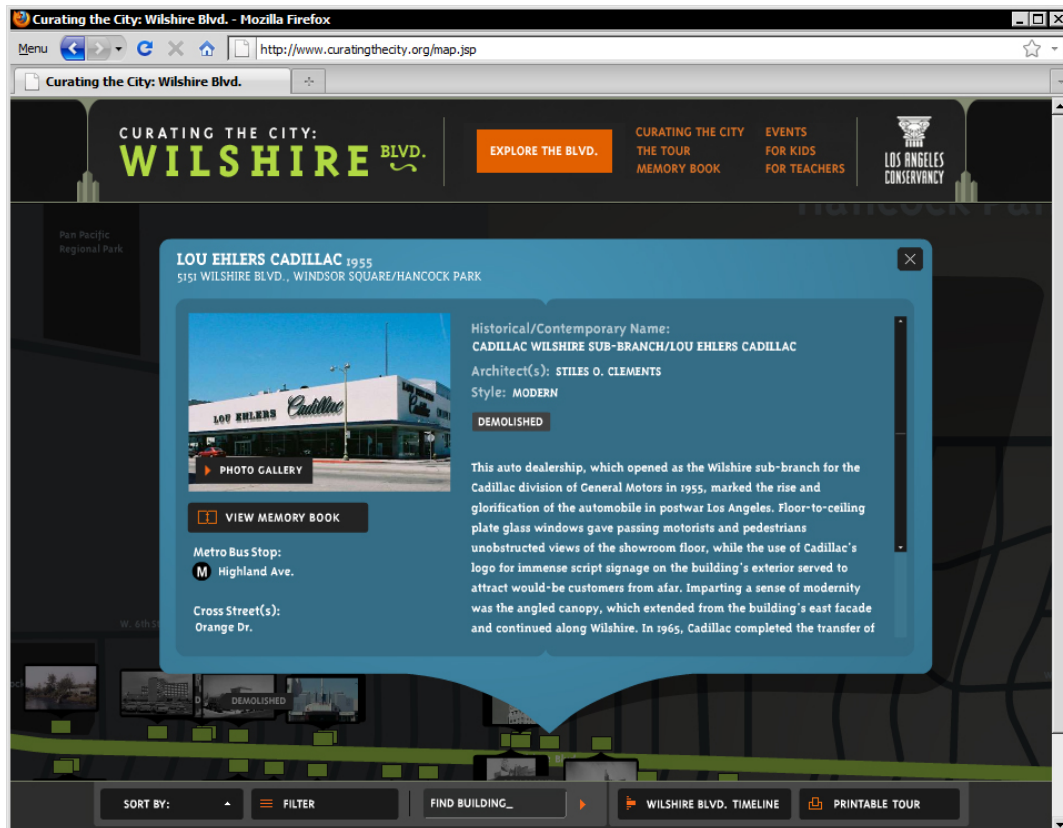 Curating the City: Wilshire Blvd. - Mozilla Firefox
Menu
http://www.curatingthecity.org/map.jsp
Curating the City: Wilshire Blvd.
CURATING THE CITY:
WILSHIRE BLVD.
EXPLORE THE BLVD.
CURATING THE CITY
THE TOUR
MEMORY BOOK
EVENTS
FOR KIDS
FOR TEACHERS
LOS ANGELES
CONSERVANCY
Pan Pacific
Regional Park
LOU EHLERS CADILLAC 1955
5151 WILSHIRE BLVD., WINDSOR SQUARE/HANCOCK PARK
LOU EHLERS Cadillac
PHOTO GALLERY
VIEW MEMORY BOOK
Metro Bus Stop:
M Highland Ave.
Cross Street(s):
Orange Dr.
Historical/Contemporary Name:
CADILLAC WILSHIRE SUB-BRANCH/LOU EHLERS CADILLAC
Architect(s): STILES O. CLEMENTS
Style: MODERN
DEMOLISHED
This auto dealership, which opened as the Wilshire sub-branch for the
Cadillac division of General Motors in 1955, marked the rise and
glorification of the automobile in postwar Los Angeles. Floor-to-ceiling
plate glass windows gave passing motorists and pedestrians
unobstructed views of the showroom floor, while the use of Cadillac's
logo for immense script signage on the building's exterior served to
attract would-be customers from afar. Imparting a sense of modernity
was the angled canopy, which extended from the building's east facade
and continued along Wilshire. In 1965, Cadillac completed the transfer of
W. 6th St
DEMOLISHED
SORT BY:
FILTER
FIND BUILDING_
WILSHIRE BLVD. TIMELINE
PRINTABLE TOUR